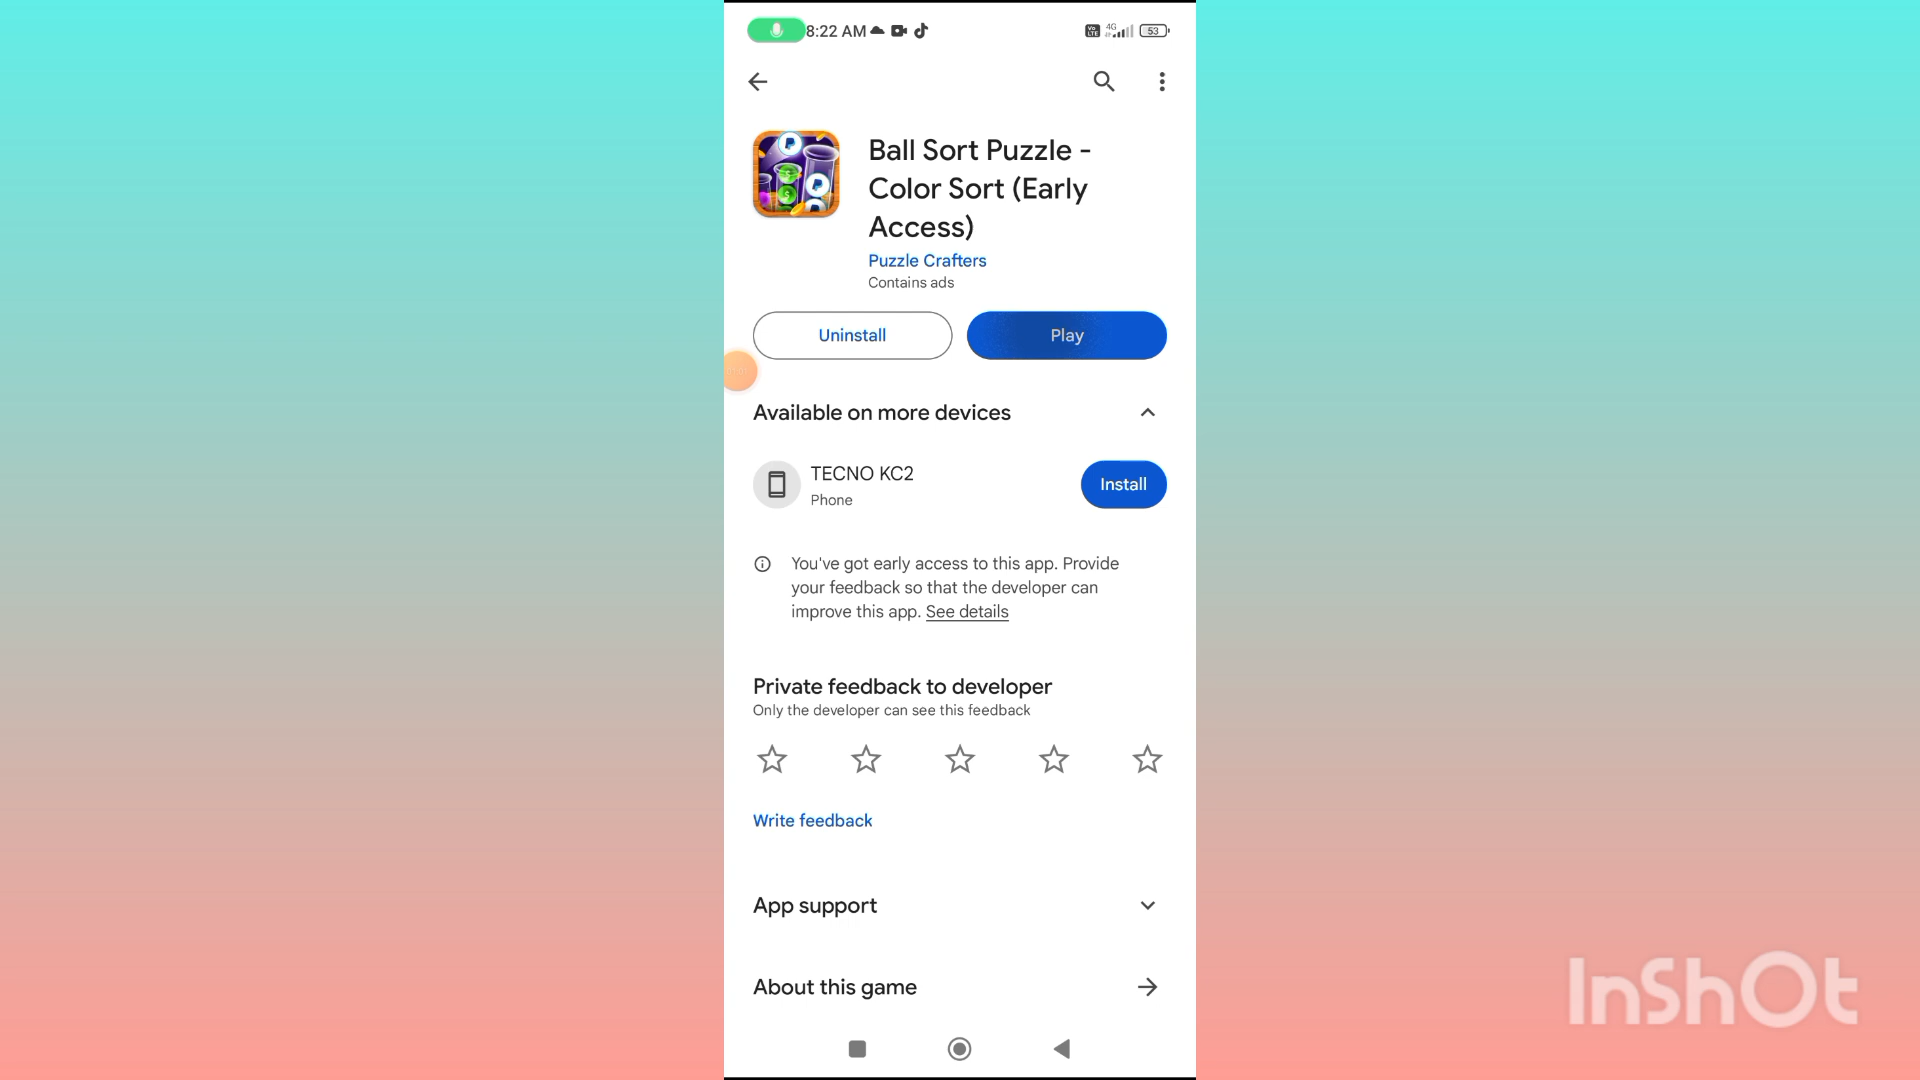 8:22 AM
4G
53
Ball Sort Puzzle -
Color Sort (Early
Access)
Puzzle Crafters
Contains ads
Uninstall
Play
Available on more devices
TECNO KC2
Phone
Install
You've got early access to this app. Provide
your feedback so that the developer can
improve this app. See details
Private feedback to developer
Only the developer can see this feedback
Write feedback
App support
About this game
InShOt